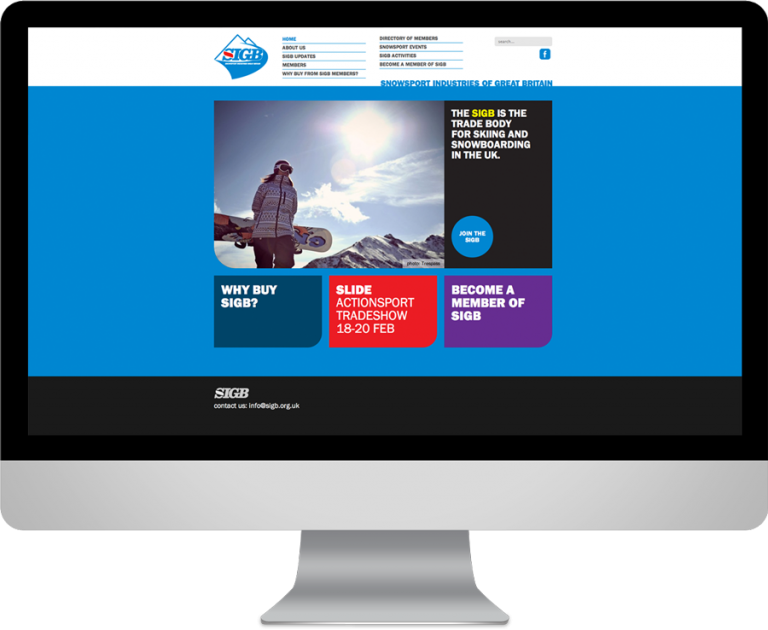 SIGB
HOME
ABOUT US
SIGB UPDATES
MEMBERS
WHY BUY FROM SIGB MEMBERS?
DIRECTORY OF MEMBERS
SNOWSPORT EVENTS
SIGB ACTIVITIES
BECOME A MEMBER OF SIGB
search...
f
SNOWSPORT INDUSTRIES OF GREAT BRITAIN
THE SIGB IS THE
TRADE BODY
FOR SKIING AND
SNOWBOARDING
IN THE UK.
JOIN THE
SIGB
photo: Trespass
WHY BUY
SIGB?
SLIDE
ACTIONSPORT
TRADESHOW
18-20 FEB
BECOME A
MEMBER OF
SIGB
SIGB
contact us: info@sigb.org.uk